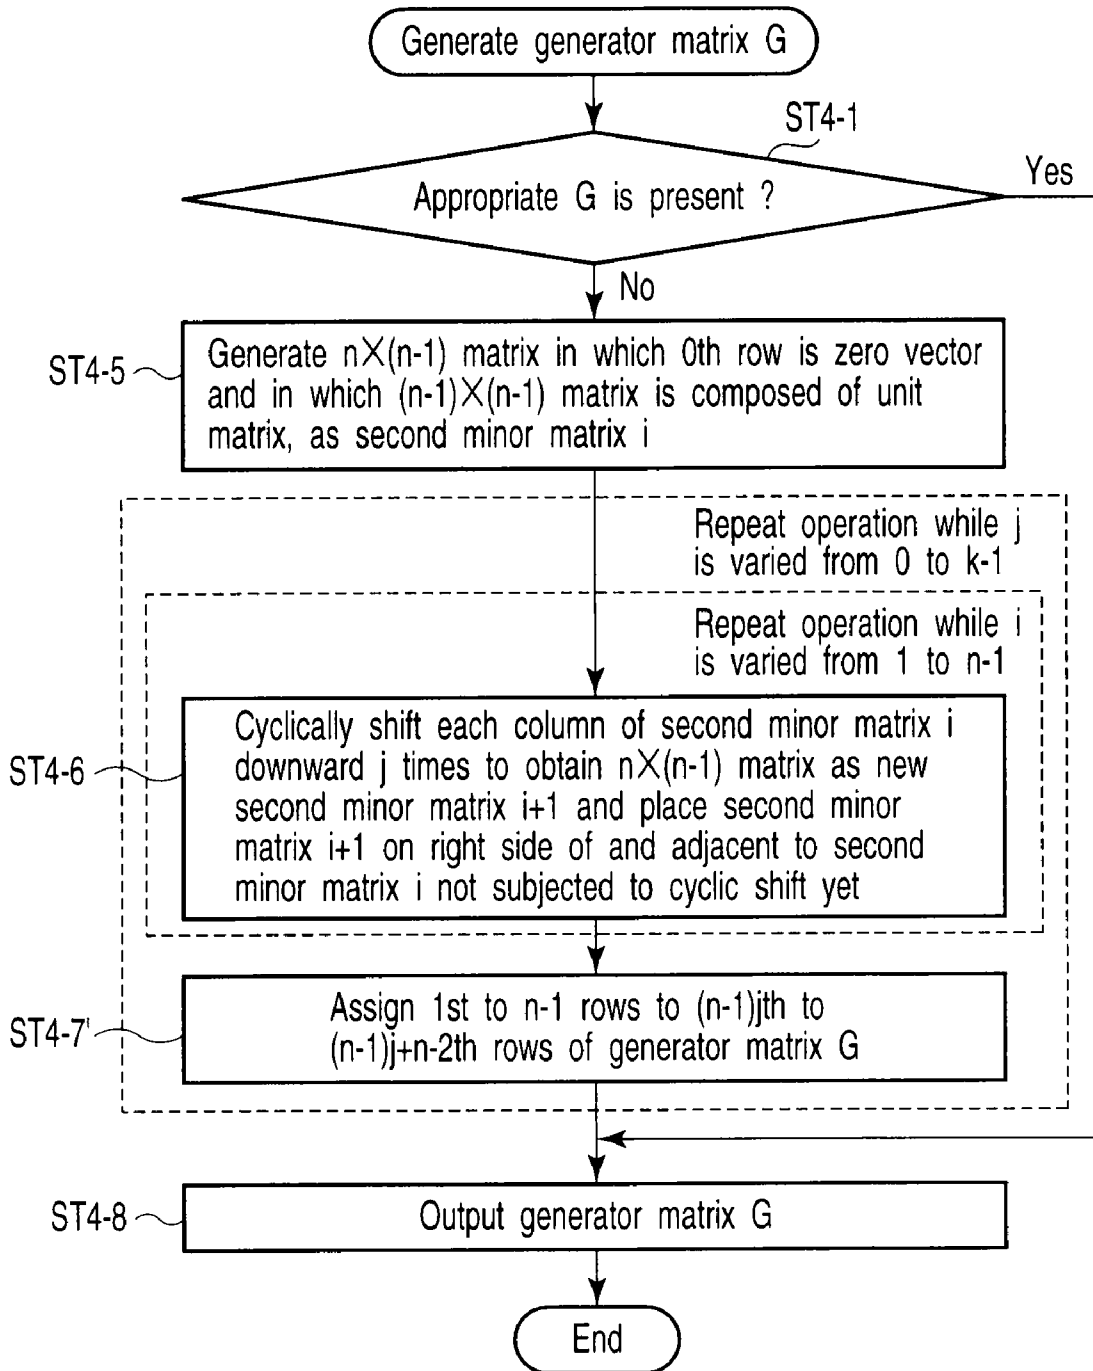 Generate generator matrix G
ST4-1
Appropriate G is present ?
Yes
No
ST4-5
Generate n×(n-1) matrix in which 0th row is zero vector
and in which (n-1)×(n-1) matrix is composed of unit
matrix, as second minor matrix i
Repeat operation while j
is varied from 0 to k-1
Repeat operation while i
is varied from 1 to n-1
ST4-6
Cyclically shift each column of second minor matrix i
downward j times to obtain n×(n-1) matrix as new
second minor matrix i+1 and place second minor
matrix i+1 on right side of and adjacent to second
minor matrix i not subjected to cyclic shift yet
ST4-7'
Assign 1st to n-1 rows to (n-1)jth to
(n-1)j+n-2th rows of generator matrix G
ST4-8
Output generator matrix G
End